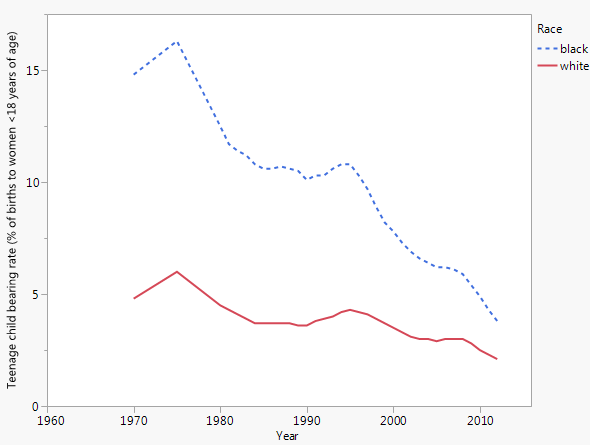 Race
black
white
Teenage child bearing rate (% of births to women <18 years of age)
15
10
5
0
1960 1970 1980 1990 2000 2010
Year